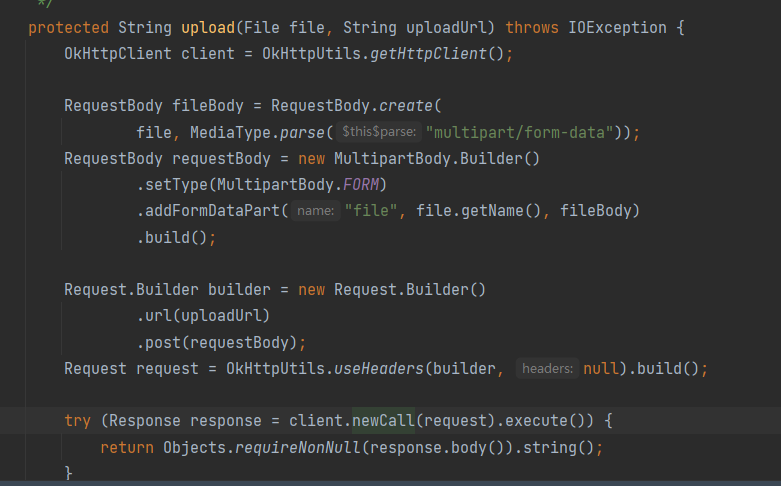 */
protected String upload(File file, String uploadUrl) throws IOException {
OkHttpClient client = OkHttpUtils.getHttpClient();
RequestBody fileBody = RequestBody.create(
file, MediaType.parse( $this$parse: "multipart/form-data"));
RequestBody requestBody = new MultipartBody.Builder()
.setType(MultipartBody.FORM)
.addFormDataPart( name: "file", file.getName(), fileBody)
.build();
Request.Builder builder = new Request.Builder()
.url(uploadUrl)
.post(requestBody);
Request request = OkHttpUtils.useHeaders(builder, headers: null).build();
try (Response response = client.newCall(request).execute()) {
return Objects.requireNonNull(response.body()).string();
}